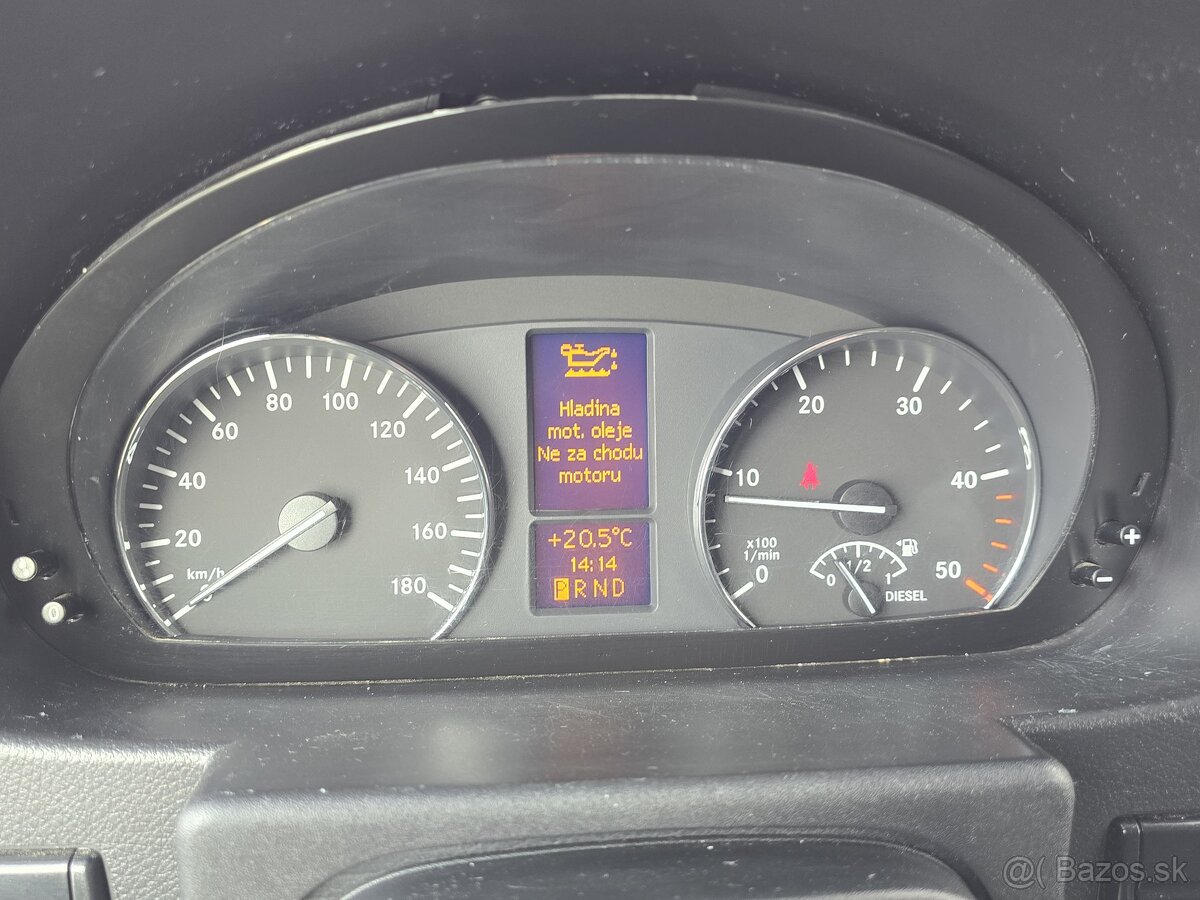 Hladina
mot. oleje
Ne za chodu
motoru
+20.5°C
14:14
PRND
0
20
40
60
80
100
120
140
160
180
km/h
0
10
20
30
40
50
x100
1/min
0
1/2
1
DIESEL
+
−
0
@(Bazos.sk